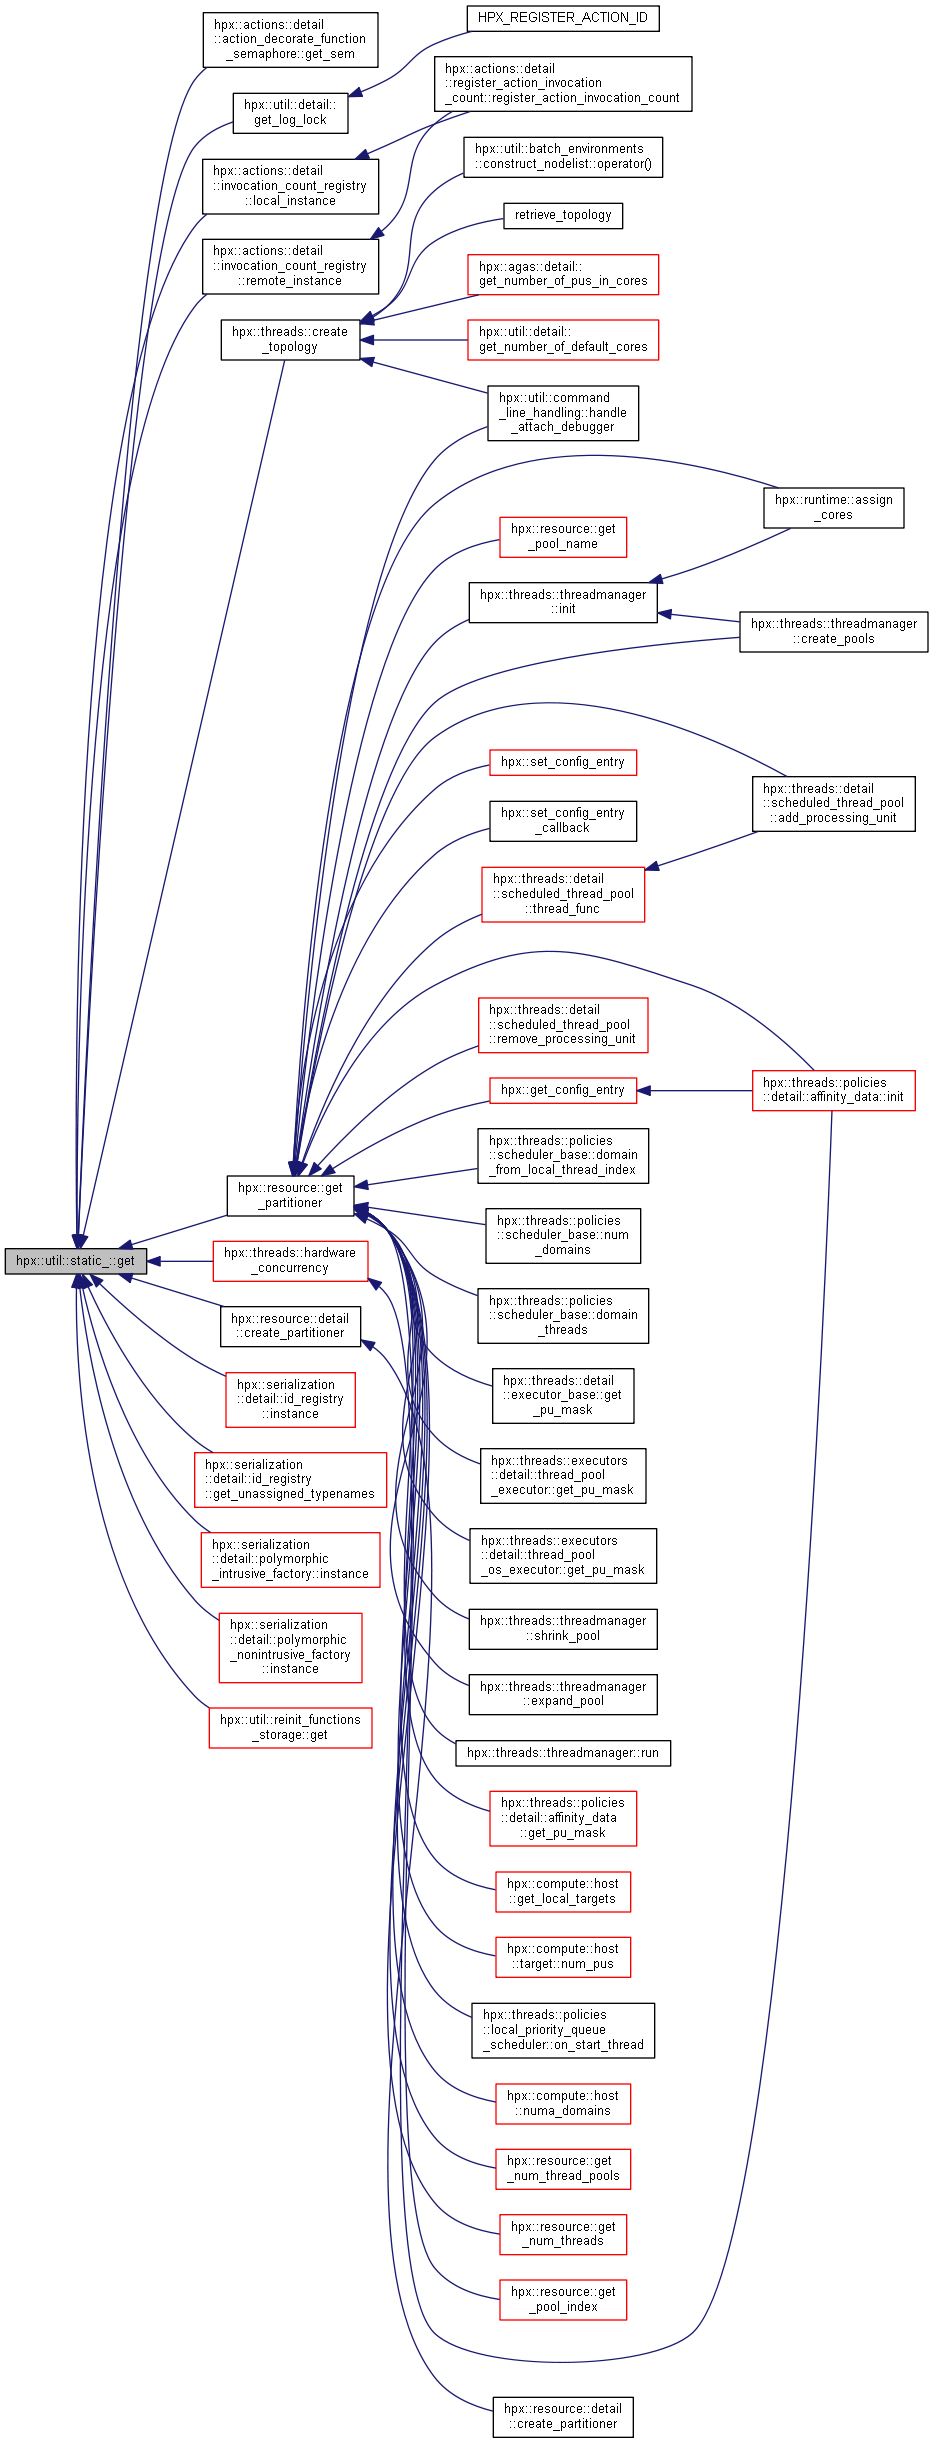 HPX_REGISTER_ACTION_ID
hpx::actions::detail
::action_decorate_function
_semaphore::get_sem
hpx::actions::detail
::register_action_invocation
_count::register_action_invocation_count
hpx::util::detail::
get_log_lock
hpx::util::batch_environments
::construct_nodelist::operator()
hpx::actions::detail
::invocation_count_registry
::local_instance
retrieve_topology
hpx::actions::detail
::invocation_count_registry
::remote_instance
hpx::agas::detail::
get_number_of_pus_in_cores
hpx::threads::create
_topology
hpx::util::detail::
get_number_of_default_cores
hpx::util::command
_line_handling::handle
_attach_debugger
hpx::runtime::assign
_cores
hpx::resource::get
_pool_name
hpx::threads::threadmanager
::init
hpx::threads::threadmanager
::create_pools
hpx::set_config_entry
hpx::threads::detail
::scheduled_thread_pool
::add_processing_unit
hpx::set_config_entry
_callback
hpx::threads::detail
::scheduled_thread_pool
::thread_func
hpx::threads::detail
::scheduled_thread_pool
::remove_processing_unit
hpx::get_config_entry
hpx::threads::policies
::detail::affinity_data::init
hpx::threads::policies
::scheduler_base::domain
_from_local_thread_index
hpx::resource::get
_partitioner
hpx::threads::policies
::scheduler_base::num
_domains
hpx::util::static_::get
hpx::threads::hardware
_concurrency
hpx::threads::policies
::scheduler_base::domain
_threads
hpx::resource::detail
::create_partitioner
hpx::threads::detail
::executor_base::get
_pu_mask
hpx::serialization
::detail::id_registry
::instance
hpx::threads::executors
::detail::thread_pool
_executor::get_pu_mask
hpx::serialization
::detail::id_registry
::get_unassigned_typenames
hpx::threads::executors
::detail::thread_pool
_os_executor::get_pu_mask
hpx::serialization
::detail::polymorphic
_intrusive_factory::instance
hpx::threads::threadmanager
::shrink_pool
hpx::serialization
::detail::polymorphic
_nonintrusive_factory
::instance
hpx::threads::threadmanager
::expand_pool
hpx::util::reinit_functions
_storage::get
hpx::threads::threadmanager::run
hpx::threads::policies
::detail::affinity_data
::get_pu_mask
hpx::compute::host
::get_local_targets
hpx::compute::host
::target::num_pus
hpx::threads::policies
::local_priority_queue
_scheduler::on_start_thread
hpx::compute::host
::numa_domains
hpx::resource::get
_num_thread_pools
hpx::resource::get
_num_threads
hpx::resource::get
_pool_index
hpx::resource::detail
::create_partitioner